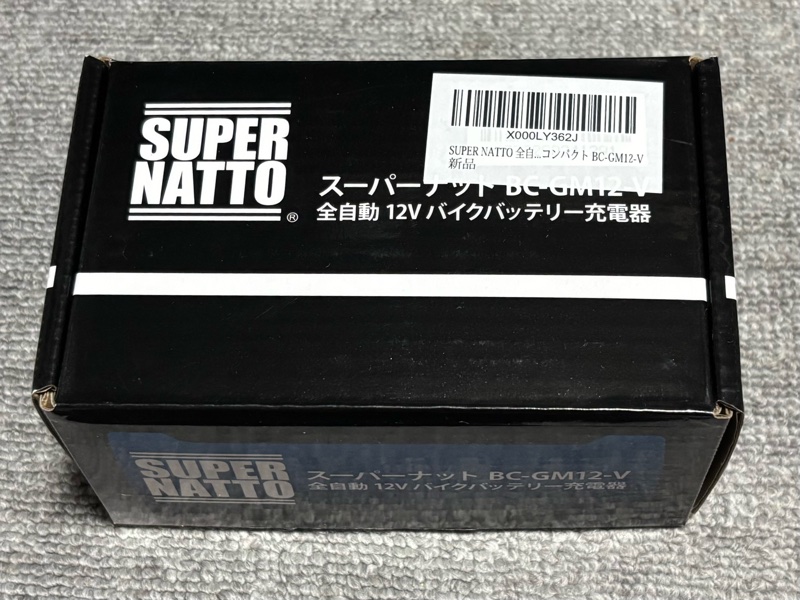 SUPER
NATTO
®
X000LY362J
SUPER NATTO 全自...コンパクト BC-GM12-V
新品
スーパーナット BC-GM12-V
全自動 12V バイクバッテリー充電器
SUPER
NATTO
スーパーナット BC-GM12-V
全自動 12V バイクバッテリー充電器